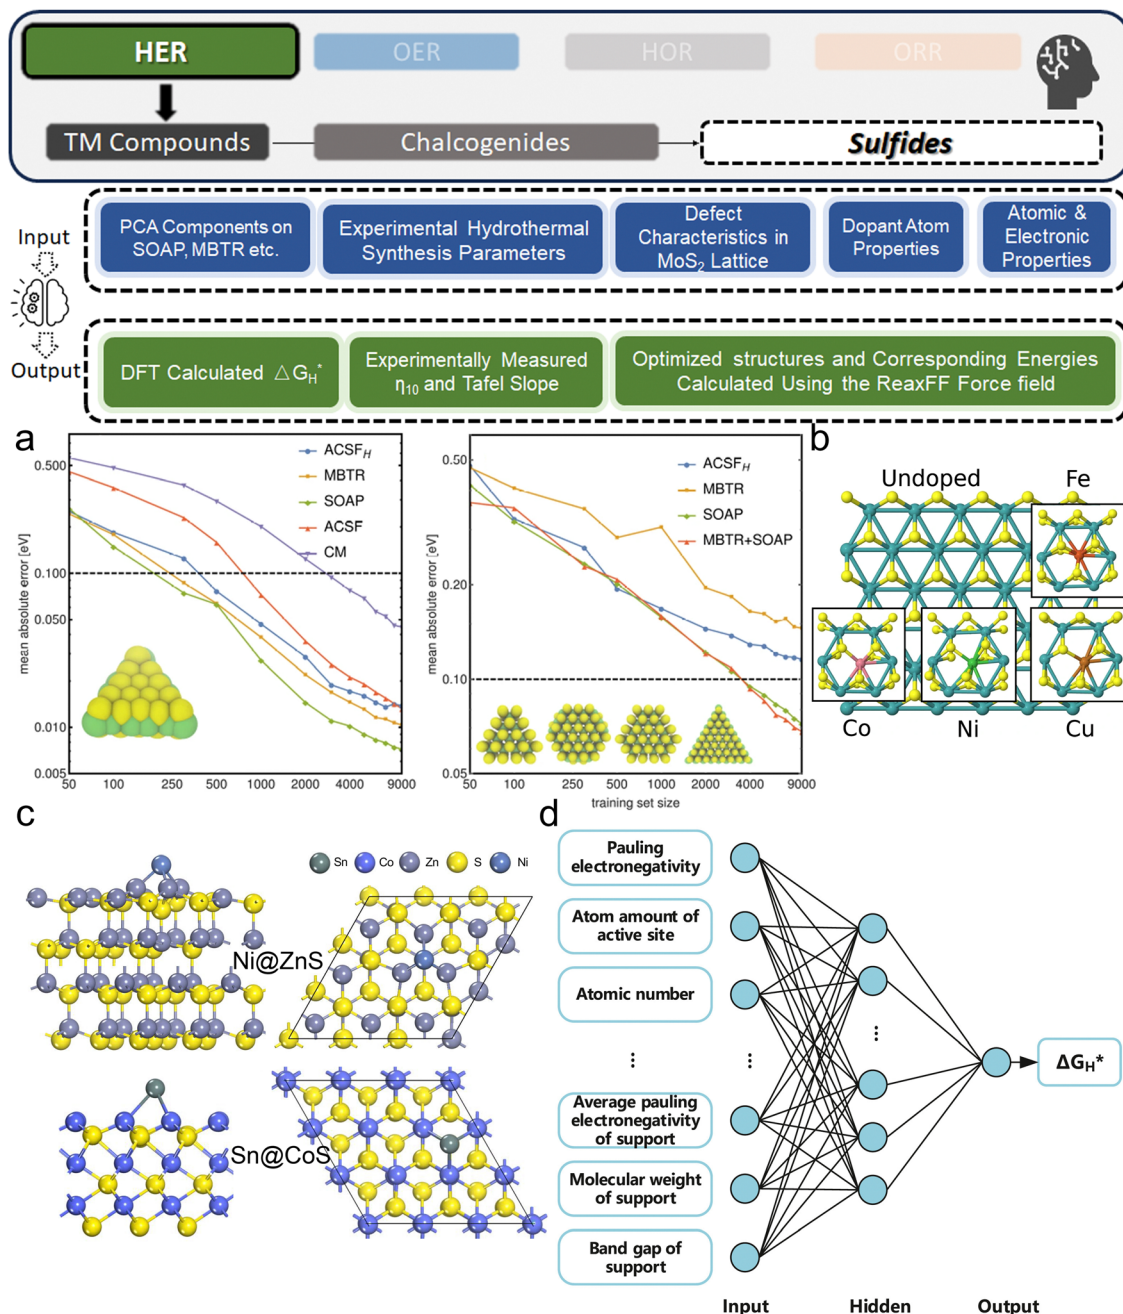 HER
OER
HOR
ORR
TM Compounds
Chalcogenides
Sulfides
Input
PCA Components on
SOAP, MBTR etc.
Experimental Hydrothermal
Synthesis Parameters
Defect
Characteristics in
MoS₂ Lattice
Dopant Atom
Properties
Atomic &
Electronic
Properties
Output
DFT Calculated △G_H*
Experimentally Measured
η₁₀ and Tafel Slope
Optimized structures and Corresponding Energies
Calculated Using the ReaxFF Force field
a
mean absolute error [eV]
0.500
0.100
0.050
0.010
0.005
50
100
250
500
1000
2000
4000
9000
ACSF_H
MBTR
SOAP
ACSF
CM
mean absolute error [eV]
0.50
0.20
0.10
0.05
50
100
250
500
1000
2000
4000
9000
training set size
ACSF_H
MBTR
SOAP
MBTR+SOAP
b
Undoped
Fe
Co
Ni
Cu
c
Sn
Co
Zn
S
Ni
Ni@ZnS
Sn@CoS
d
Pauling
electronegativity
Atom amount of
active site
Atomic number
Average pauling
electronegativity
of support
Molecular weight
of support
Band gap of
support
ΔG_H*
Input
Hidden
Output